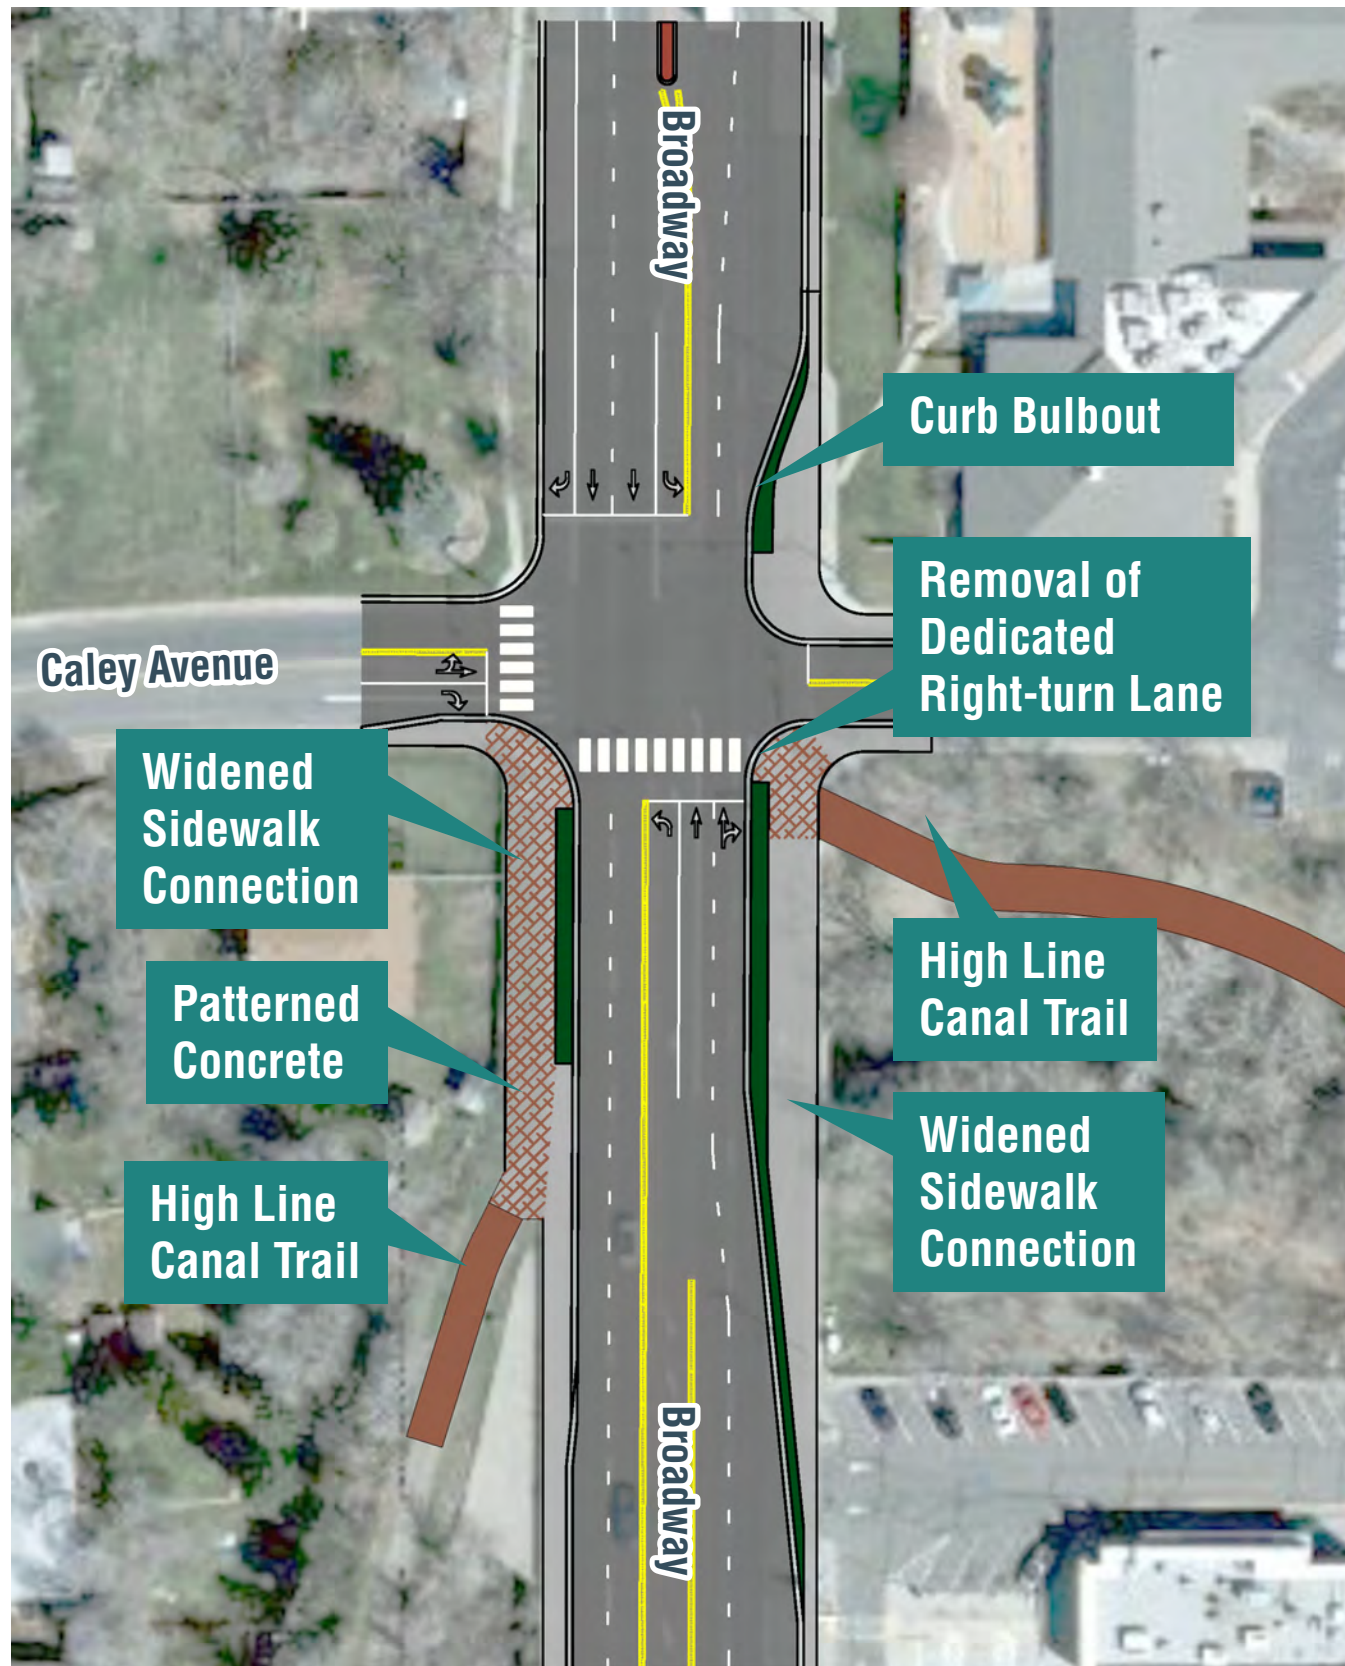 Broadway
Curb Bulbout
Removal of
Dedicated
Right-turn Lane
Caley Avenue
Widened
Sidewalk
Connection
High Line
Canal Trail
Patterned
Concrete
Widened
Sidewalk
Connection
High Line
Canal Trail
Broadway